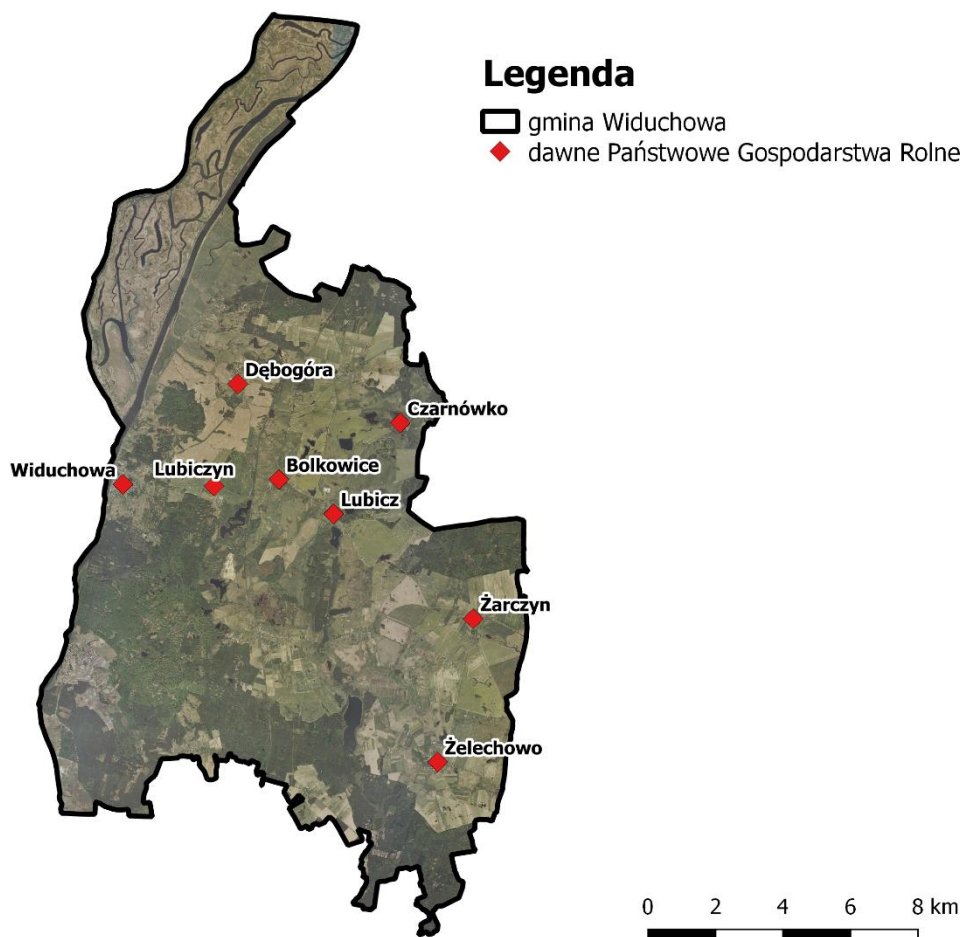 Legenda
gmina Widuchowa
dawne Państwowe Gospodarstwa Rolne
Dębogóra
Czarnówko
Widuchowa
Lubiczyn
Bolkowice
Lubicz
Żarczyn
Żelechowo
0 2 4 6 8 km